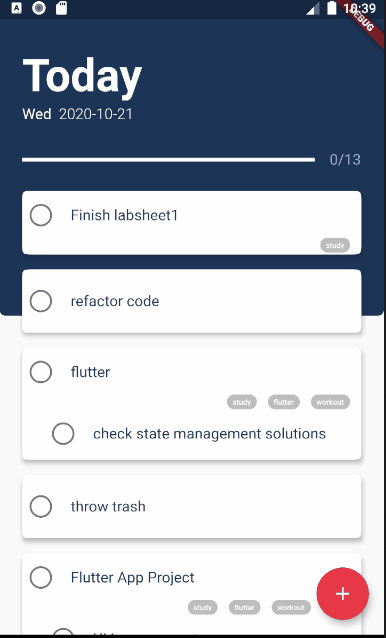 10:39
DEBUG
Today
Wed 2020-10-21
0/13
Finish labsheet1
study
refactor code
flutter
study flutter workout
check state management solutions
throw trash
Flutter App Project
study flutter workout